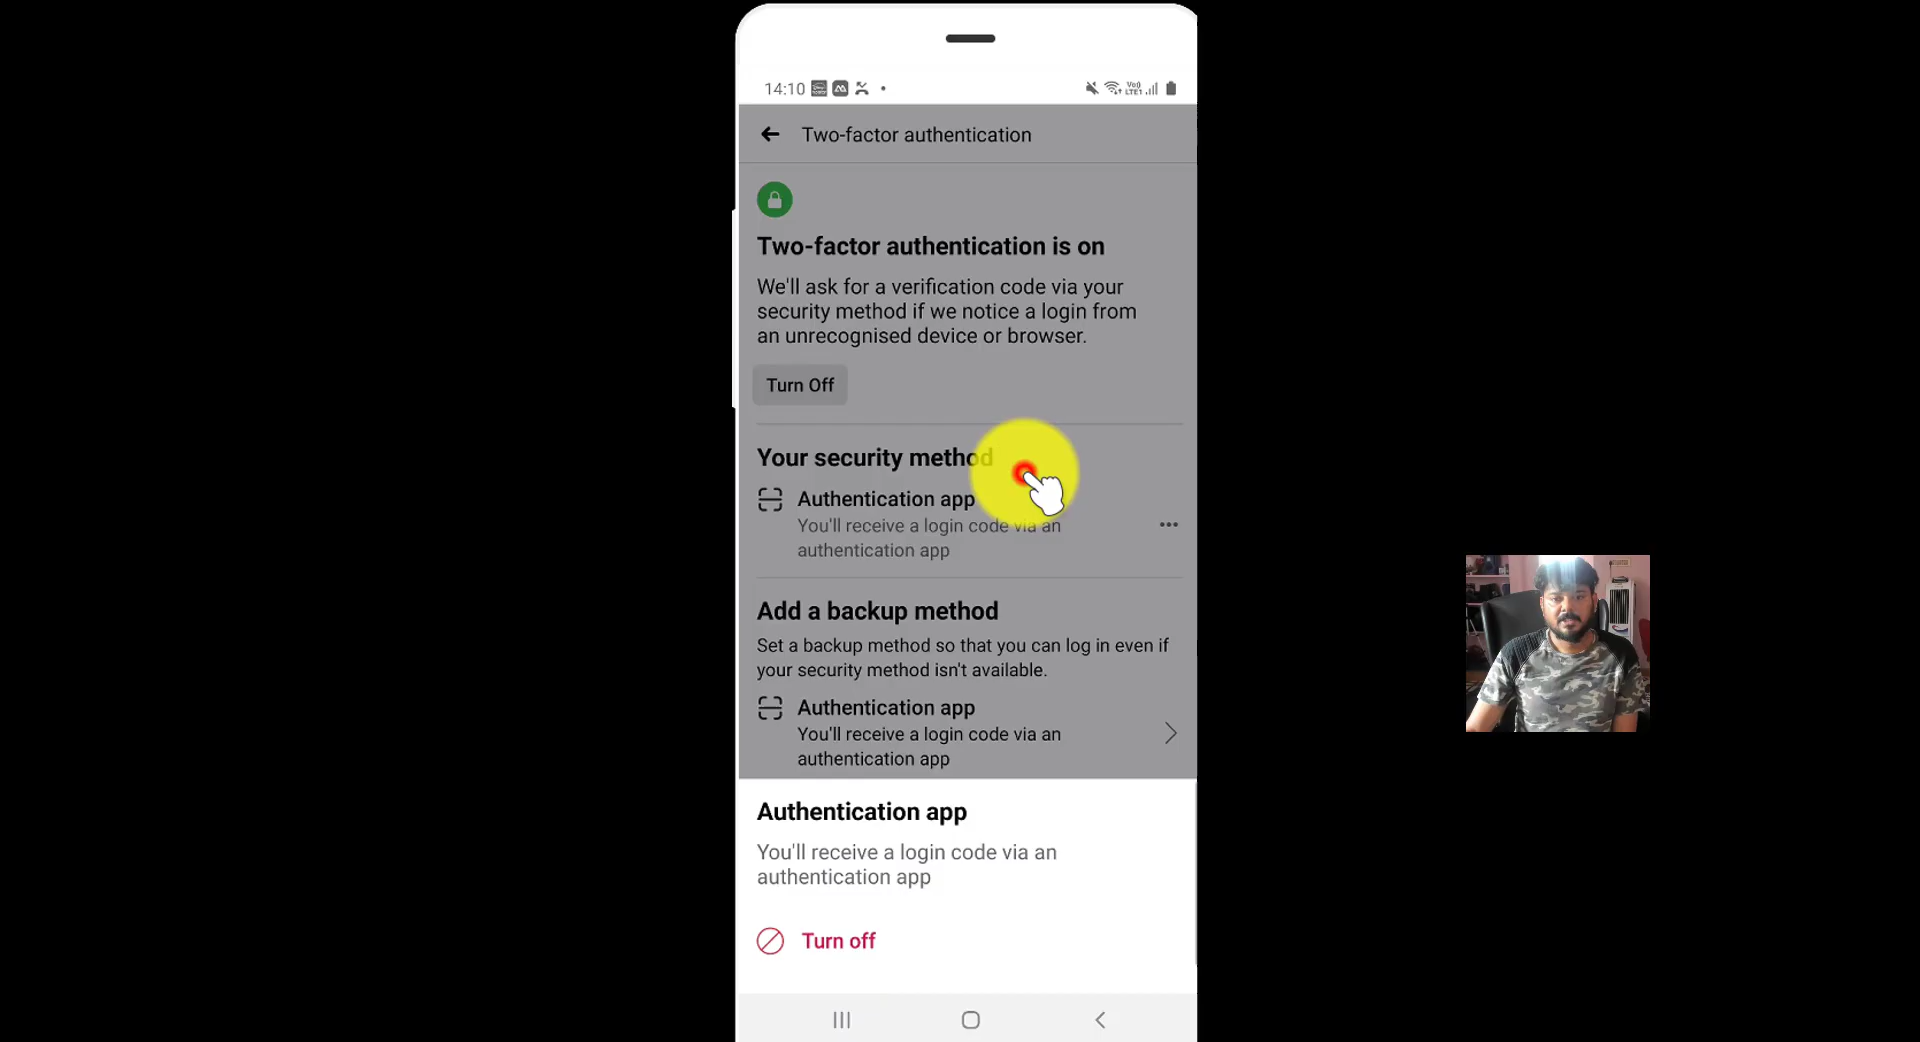 14:10
Two-factor authentication
Two-factor authentication is on
We'll ask for a verification code via your
security method if we notice a login from
an unrecognised device or browser.
Turn Off
Your security method
Authentication app
You'll receive a login code via an
authentication app
Add a backup method
Set a backup method so that you can log in even if
your security method isn't available.
Authentication app
You'll receive a login code via an
authentication app
Authentication app
You'll receive a login code via an
authentication app
Turn off